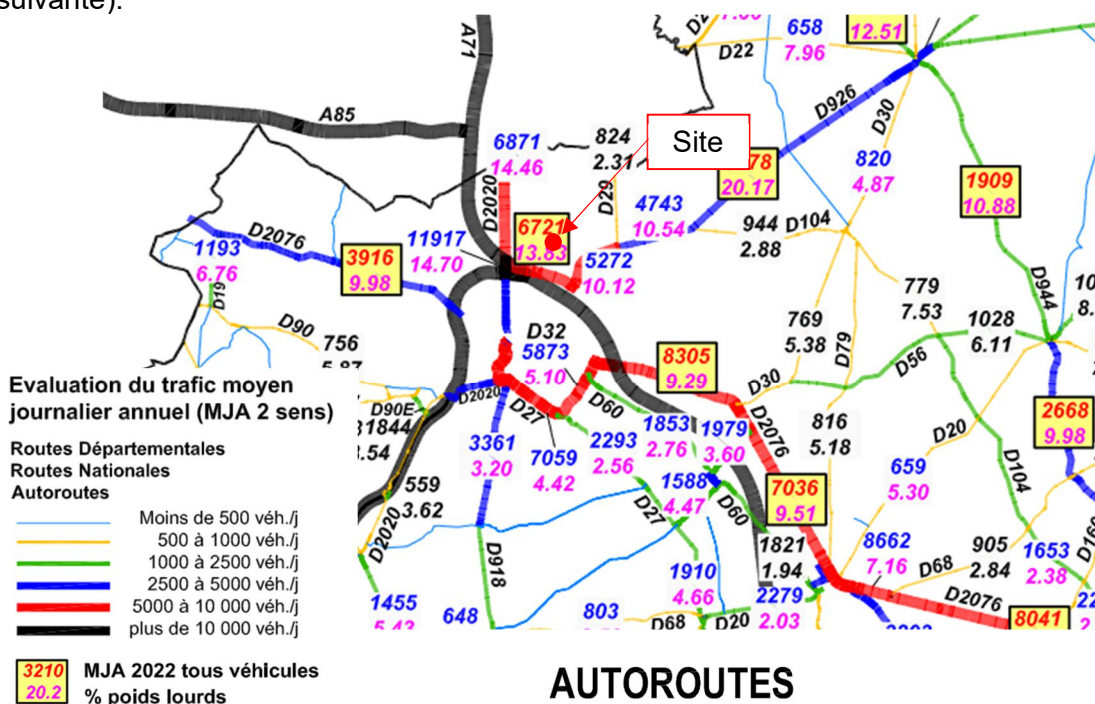 suivante).
A71
A85
6871
14.46
824
2.31
Site
658
7.96
D22
12.51
D926
D30
820
4.87
78
20.17
1909
10.88
D2020
D29
6721
13.83
4743
10.54
944
2.88
D104
D2076
1193
6.76
D19
3916
9.98
11917
14.70
5272
10.12
D944
779
7.53
D90
756
5.87
D32
5873
5.10
8305
9.29
769
5.38
D79
1028
6.11
D56
Evaluation du trafic moyen
journalier annuel (MJA 2 sens)
Routes Départementales
Routes Nationales
Autoroutes
Moins de 500 véh./j
500 à 1000 véh./j
1000 à 2500 véh./j
2500 à 5000 véh./j
5000 à 10 000 véh./j
plus de 10 000 véh./j
3210
20.2
MJA 2022 tous véhicules
% poids lourds
D90E
D2020
D27
D60
D30
D2076
1844
.54
3361
3.20
7059
4.42
2293
2.56
1853
2.76
1979
3.60
816
5.18
D20
2668
9.98
559
3.62
D2020
1588
4.47
D27
D60
7036
9.51
659
5.30
D104
D918
1821
1.94
8662
7.16
905
2.84
1653
2.38
D68
1455
5.43
648
803
1910
4.66
D68
D20
2279
2.03
D2076
8041
AUTOROUTES